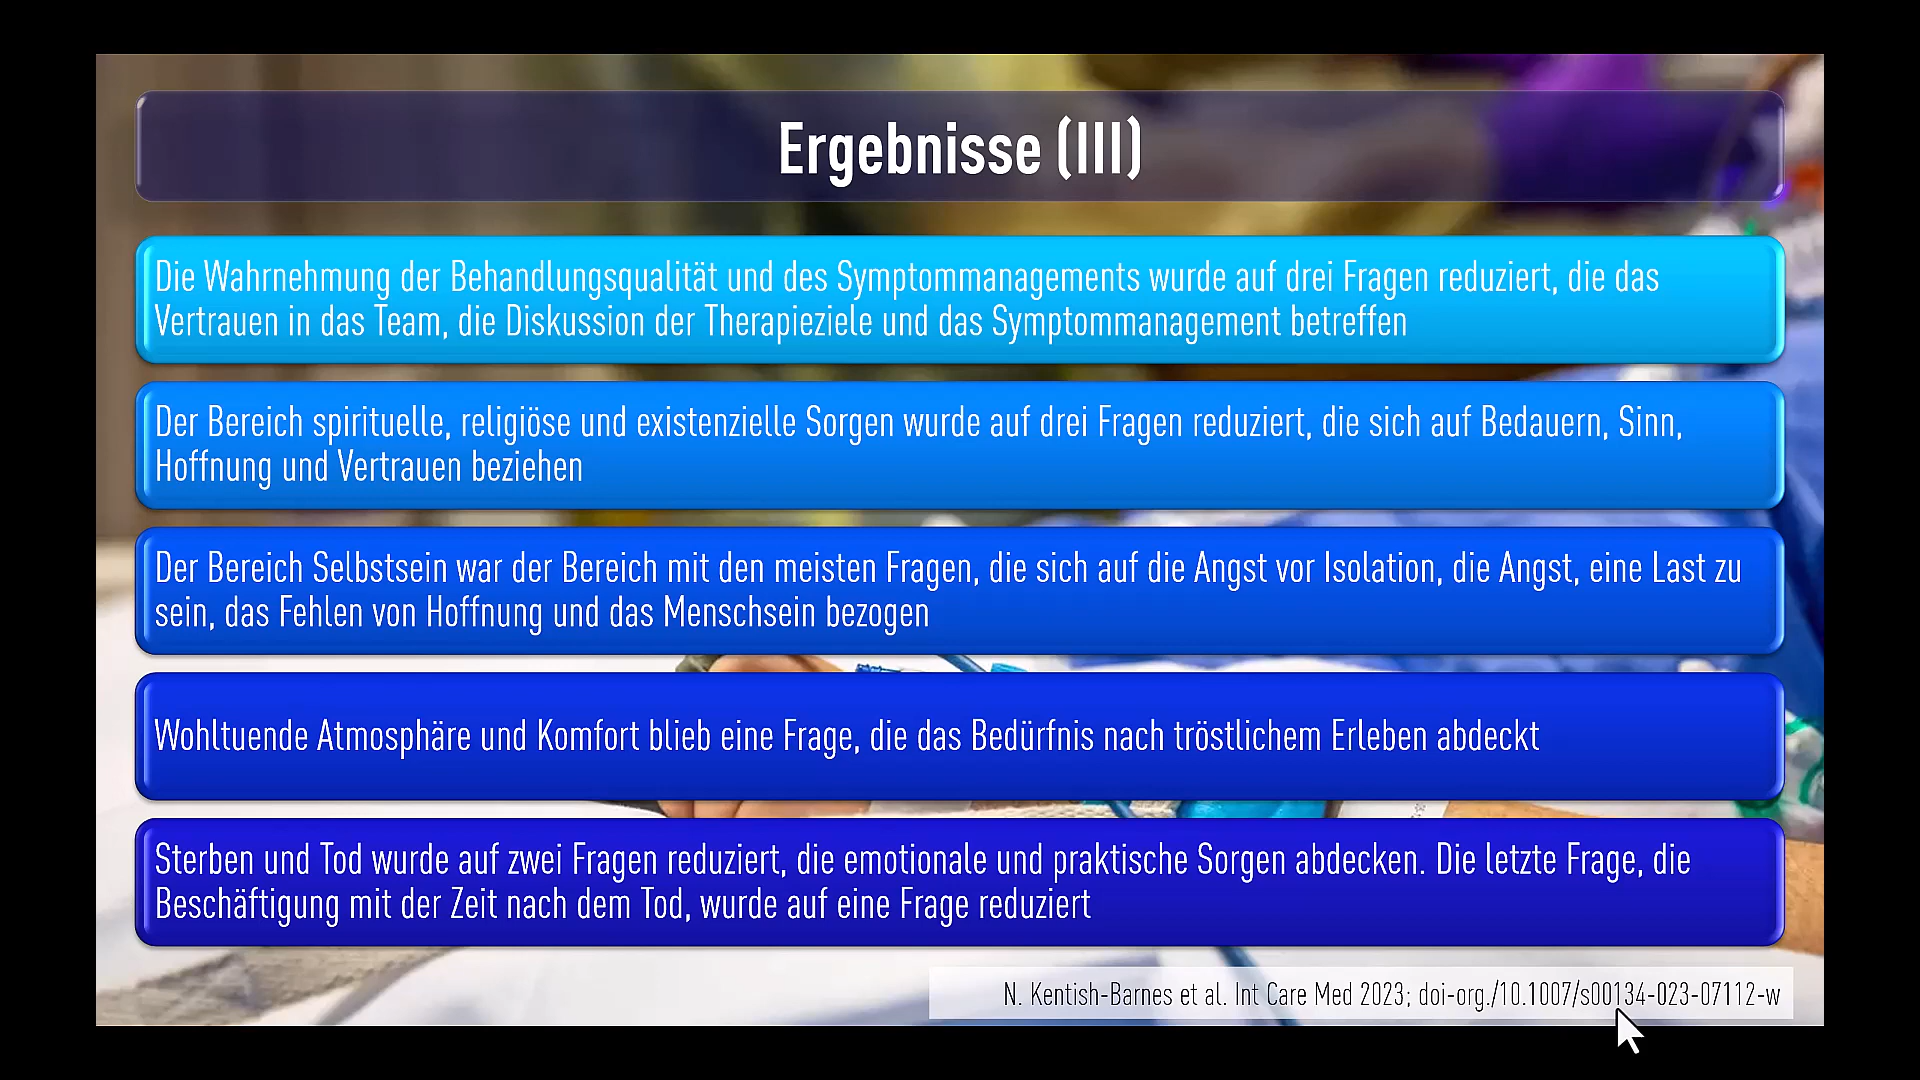 Ergebnisse (III)
Die Wahrnehmung der Behandlungsqualität und des Symptommanagements wurde auf drei Fragen reduziert, die das
Vertrauen in das Team, die Diskussion der Therapieziele und das Symptommanagement betreffen
Der Bereich spirituelle, religiöse und existenzielle Sorgen wurde auf drei Fragen reduziert, die sich auf Bedauern, Sinn,
Hoffnung und Vertrauen beziehen
Der Bereich Selbstsein war der Bereich mit den meisten Fragen, die sich auf die Angst vor Isolation, die Angst, eine Last zu
sein, das Fehlen von Hoffnung und das Menschsein bezogen
Wohltuende Atmosphäre und Komfort blieb eine Frage, die das Bedürfnis nach tröstlichem Erleben abdeckt
Sterben und Tod wurde auf zwei Fragen reduziert, die emotionale und praktische Sorgen abdecken. Die letzte Frage, die
Beschäftigung mit der Zeit nach dem Tod, wurde auf eine Frage reduziert
N. Kentish-Barnes et al. Int Care Med 2023; doi-org./10.1007/s00134-023-07112-w